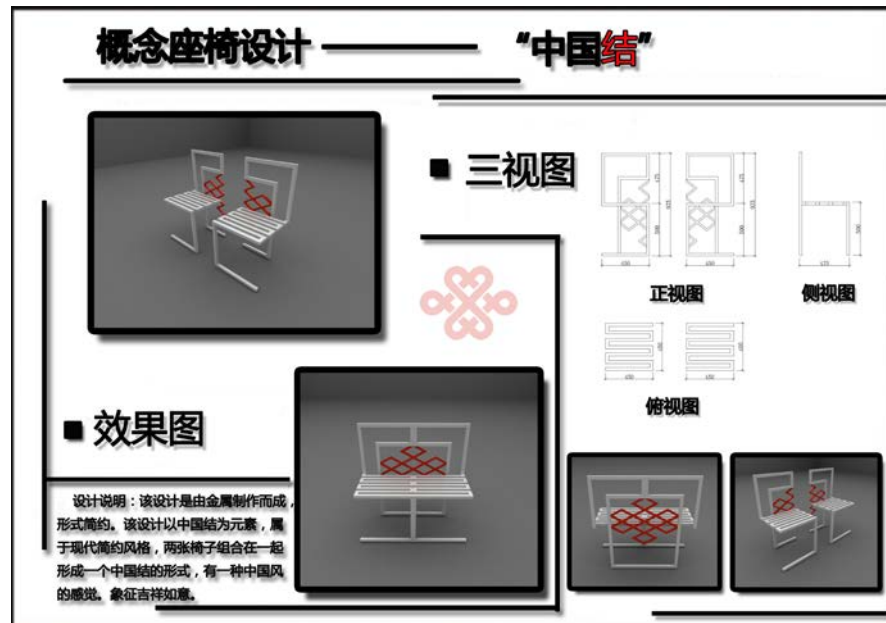 概念座椅设计
“中国结”
三视图
正视图
侧视图
俯视图
效果图
设计说明：该设计是由金属制作而成，
形式简约。该设计以中国结为元素，属
于现代简约风格，两张椅子组合在一起
形成一个中国结的形式，有一种中国风
的感觉。象征吉祥如意。